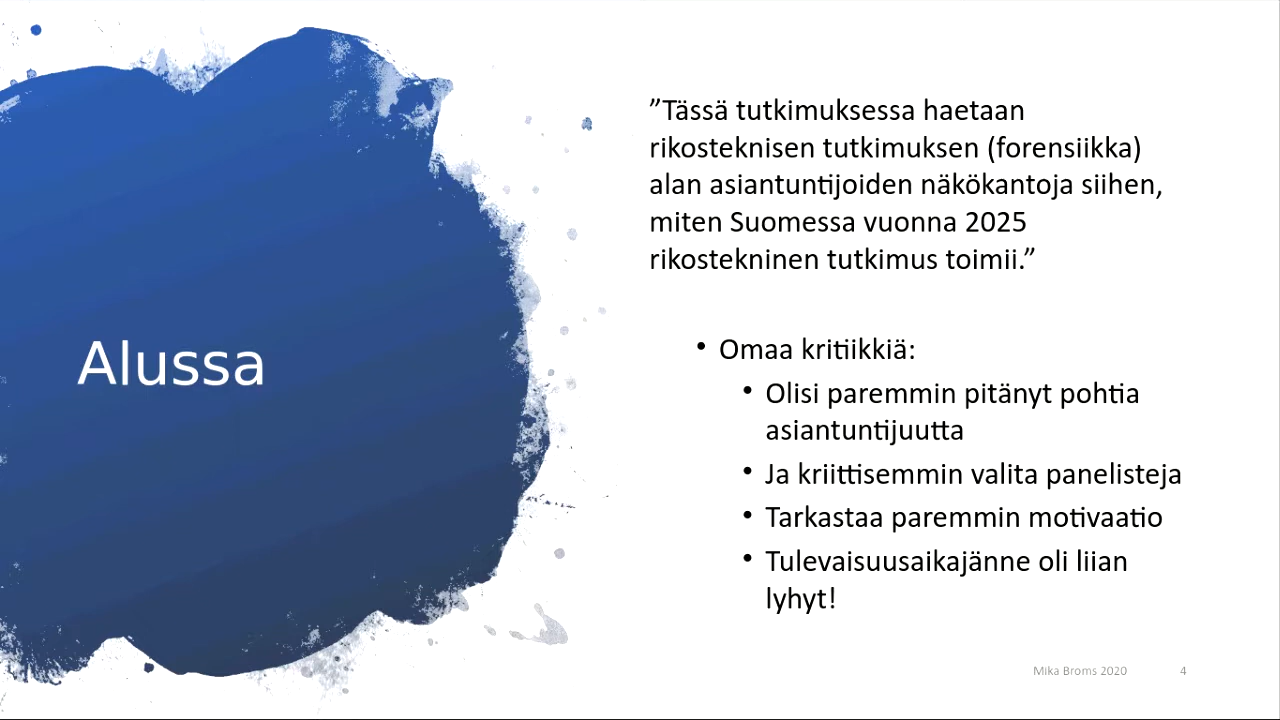 Alussa
”Tässä tutkimuksessa haetaan
rikosteknisen tutkimuksen (forensiikka)
alan asiantuntijoiden näkökantoja siihen,
miten Suomessa vuonna 2025
rikostekninen tutkimus toimii.”
• Omaa kritiikkiä:
• Olisi paremmin pitänyt pohtia
asiantuntijuutta
• Ja kriittisemmin valita panelisteja
• Tarkastaa paremmin motivaatio
• Tulevaisuusaikajänne oli liian
lyhyt!
Mika Broms 2020 4